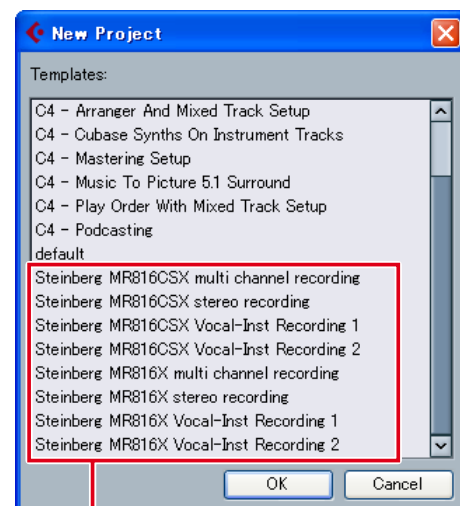 New Project
Templates:
C4 - Arranger And Mixed Track Setup
C4 - Cubase Synths On Instrument Tracks
C4 - Mastering Setup
C4 - Music To Picture 5.1 Surround
C4 - Play Order With Mixed Track Setup
C4 - Podcasting
default
Steinberg MR816CSX multi channel recording
Steinberg MR816CSX stereo recording
Steinberg MR816CSX Vocal-Inst Recording 1
Steinberg MR816CSX Vocal-Inst Recording 2
Steinberg MR816X multi channel recording
Steinberg MR816X stereo recording
Steinberg MR816X Vocal-Inst Recording 1
Steinberg MR816X Vocal-Inst Recording 2
OK Cancel